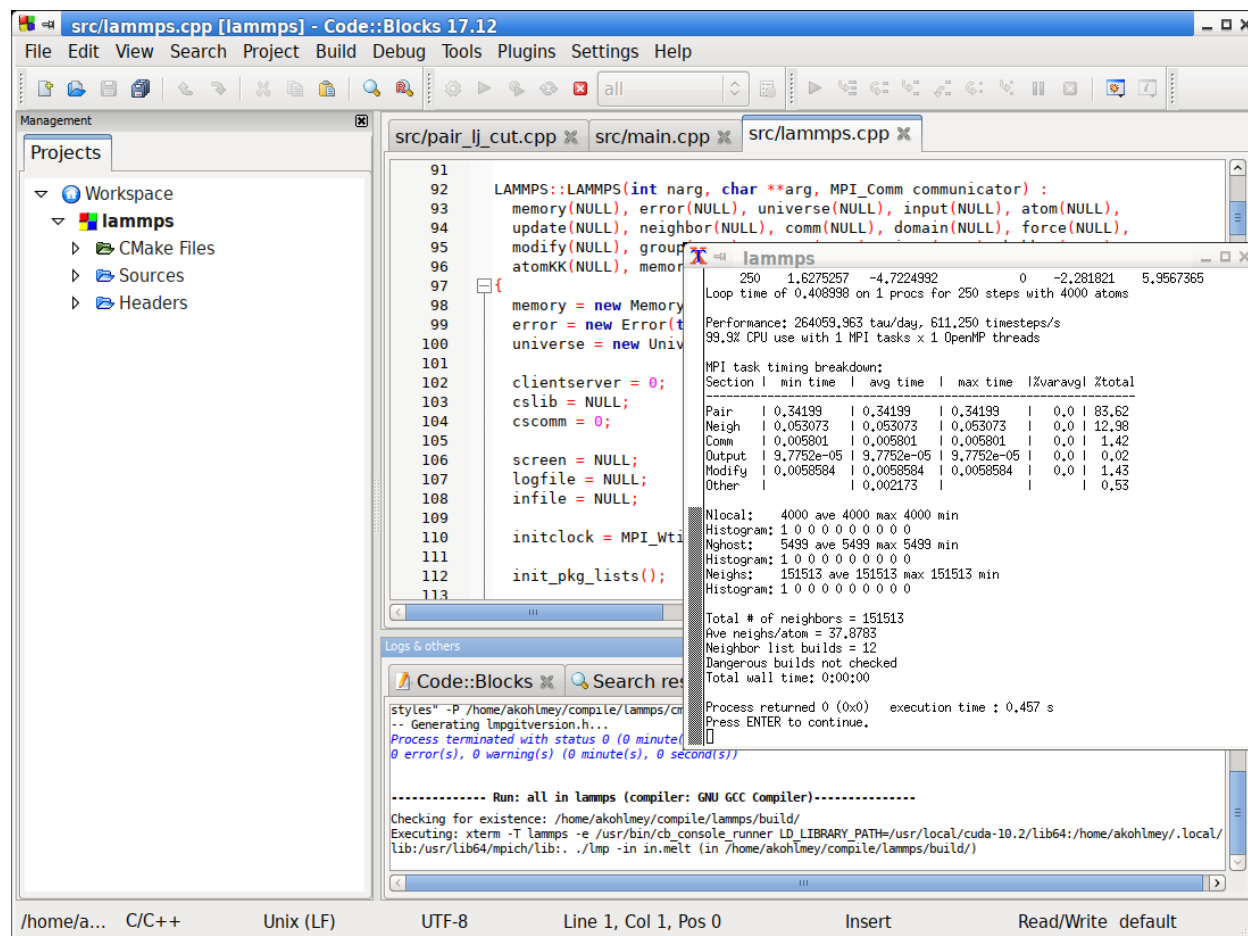 src/lammps.cpp [lammps] - Code::Blocks 17.12
File Edit View Search Project Build Debug Tools Plugins Settings Help
all
Management
Projects
Workspace
lammps
CMake Files
Sources
Headers
src/pair_lj_cut.cpp src/main.cpp src/lammps.cpp
91
92 LAMMPS::LAMMPS(int narg, char **arg, MPI_Comm communicator) :
93 memory(NULL), error(NULL), universe(NULL), input(NULL), atom(NULL),
94 update(NULL), neighbor(NULL), comm(NULL), domain(NULL), force(NULL),
95 modify(NULL), group
96 atomKK(NULL), memor
97 {
98 memory = new Memory
99 error = new Error(t
100 universe = new Univ
101
102 clientserver = 0;
103 cslib = NULL;
104 cscomm = 0;
105
106 screen = NULL;
107 logfile = NULL;
108 infile = NULL;
109
110 initclock = MPI_Wti
111
112 init_pkg_lists();
113
lammps
250 1.6275257 -4.7224992 0 -2.281821 5.9567365
Loop time of 0.408998 on 1 procs for 250 steps with 4000 atoms
Performance: 264059.963 tau/day, 611.250 timesteps/s
99.9% CPU use with 1 MPI tasks x 1 OpenMP threads
MPI task timing breakdown:
Section | min time | avg time | max time |%varavg| %total
---------------------------------------------------------------
Pair | 0.34199 | 0.34199 | 0.34199 | 0.0 | 83.62
Neigh | 0.053073 | 0.053073 | 0.053073 | 0.0 | 12.98
Comm | 0.005801 | 0.005801 | 0.005801 | 0.0 | 1.42
Output | 9.7752e-05 | 9.7752e-05 | 9.7752e-05 | 0.0 | 0.02
Modify | 0.0058584 | 0.0058584 | 0.0058584 | 0.0 | 1.43
Other | | 0.002173 | | | 0.53
Nlocal: 4000 ave 4000 max 4000 min
Histogram: 1 0 0 0 0 0 0 0 0 0
Nghost: 5499 ave 5499 max 5499 min
Histogram: 1 0 0 0 0 0 0 0 0 0
Neighs: 151513 ave 151513 max 151513 min
Histogram: 1 0 0 0 0 0 0 0 0 0
Total # of neighbors = 151513
Ave neighs/atom = 37.8783
Neighbor list builds = 12
Dangerous builds not checked
Total wall time: 0:00:00
Process returned 0 (0x0) execution time : 0.457 s
Press ENTER to continue.
Logs & others
Code::Blocks Search res
styles" -P /home/akohlmey/compile/lammps/cm
-- Generating lmpgitversion.h...
Process terminated with status 0 (0 minute(
0 error(s), 0 warning(s) (0 minute(s), 0 second(s))
-------------- Run: all in lammps (compiler: GNU GCC Compiler)---------------
Checking for existence: /home/akohlmey/compile/lammps/build/
Executing: xterm -T lammps -e /usr/bin/cb_console_runner LD_LIBRARY_PATH=/usr/local/cuda-10.2/lib64:/home/akohlmey/.local/
lib:/usr/lib64/mpich/lib:. ./lmp -in in.melt (in /home/akohlmey/compile/lammps/build/)
/home/a... C/C++ Unix (LF) UTF-8 Line 1, Col 1, Pos 0 Insert Read/Write default